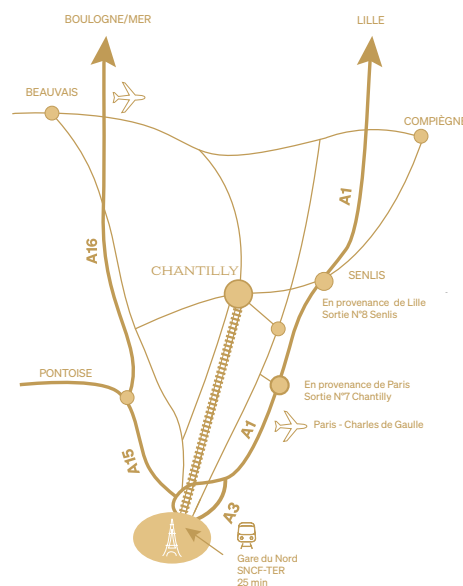 BOULOGNE/MER
LILLE
BEAUVAIS
COMPIÈGNE
A1
A16
CHANTILLY
SENLIS
En provenance de Lille
Sortie N°8 Senlis
PONTOISE
En provenance de Paris
Sortie N°7 Chantilly
A1
Paris - Charles de Gaulle
A15
A3
Gare du Nord
SNCF-TER
25 min